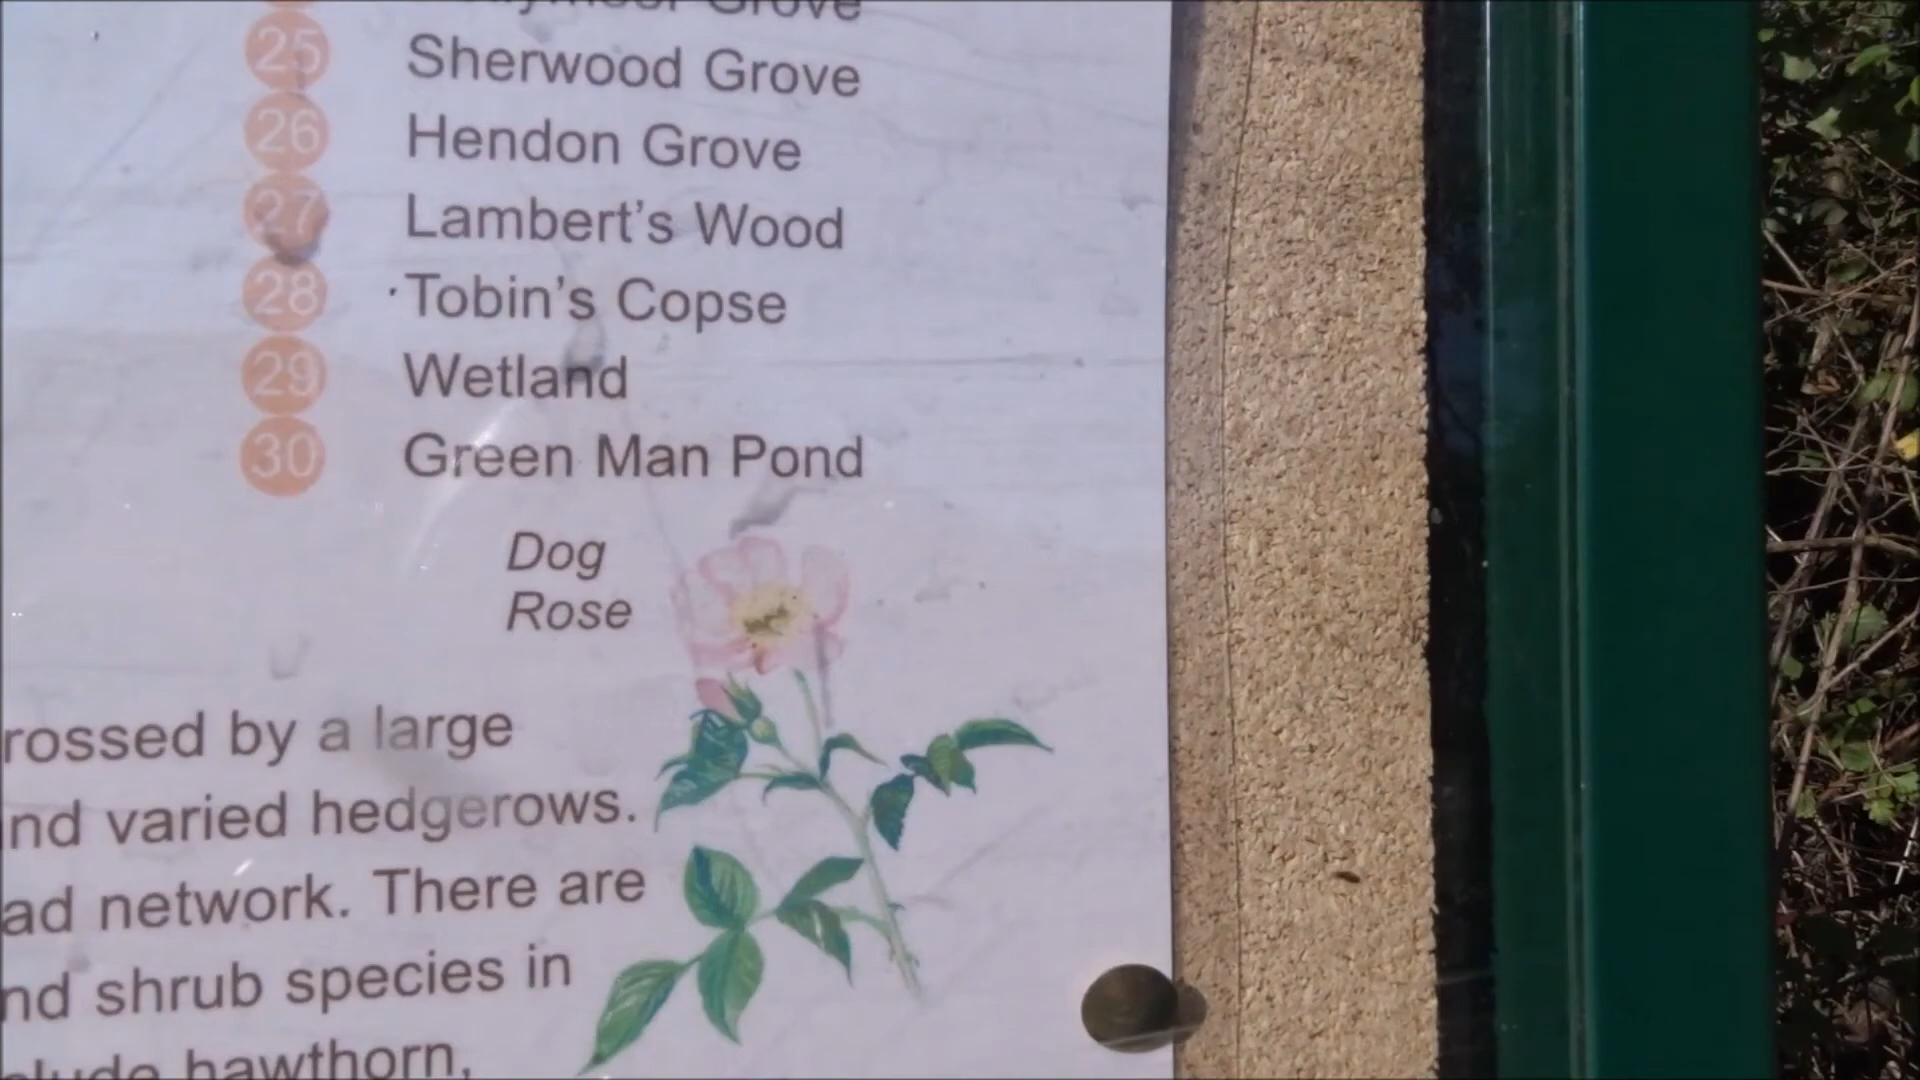 Grove
25 Sherwood Grove
26 Hendon Grove
27 Lambert's Wood
28 Tobin's Copse
29 Wetland
30 Green Man Pond
Dog
Rose
rossed by a large
nd varied hedgerows.
ad network. There are
nd shrub species in
hawthorn,